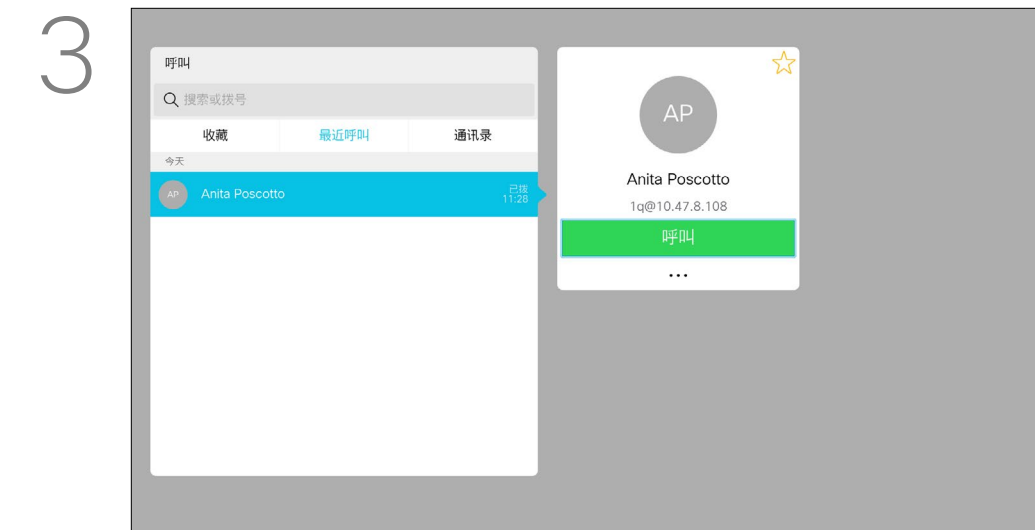 3
呼叫
搜索或拨号
收藏 最近呼叫 通讯录
今天
AP Anita Poscotto 已拨
11:28
AP
Anita Poscotto
1q@10.47.8.108
呼叫
...